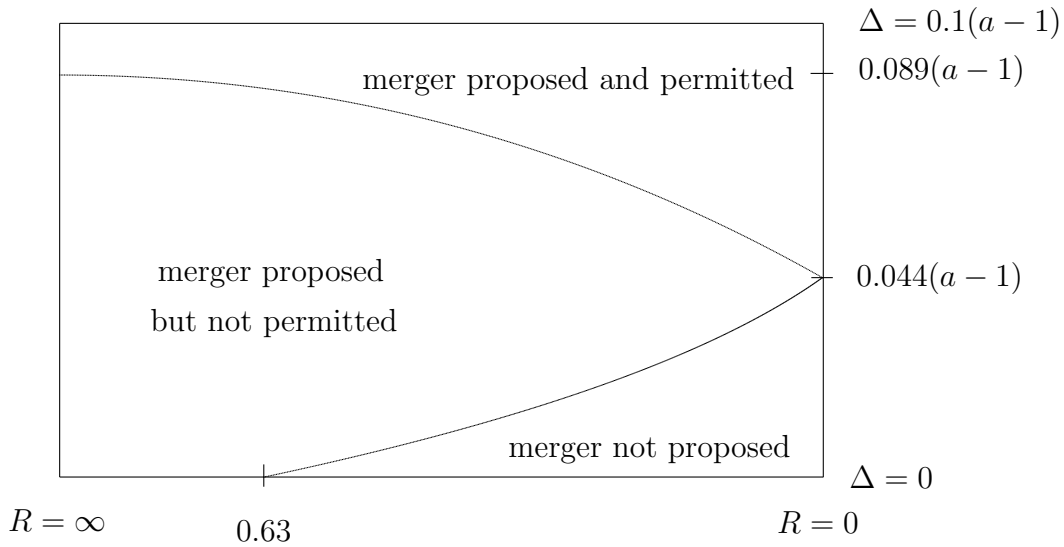 Δ = 0.1(a − 1)
merger proposed and permitted
0.089(a − 1)
merger proposed
but not permitted
0.044(a − 1)
merger not proposed
Δ = 0
R = ∞
0.63
R = 0